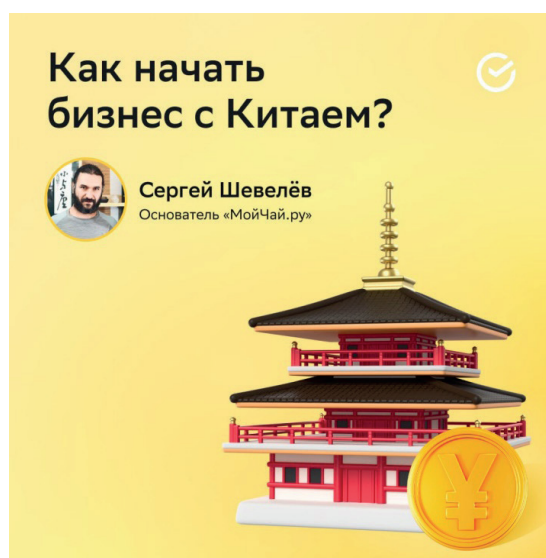 Как начать
бизнес с Китаем?
Сергей Шевелёв
Основатель «МойЧай.ру»
¥